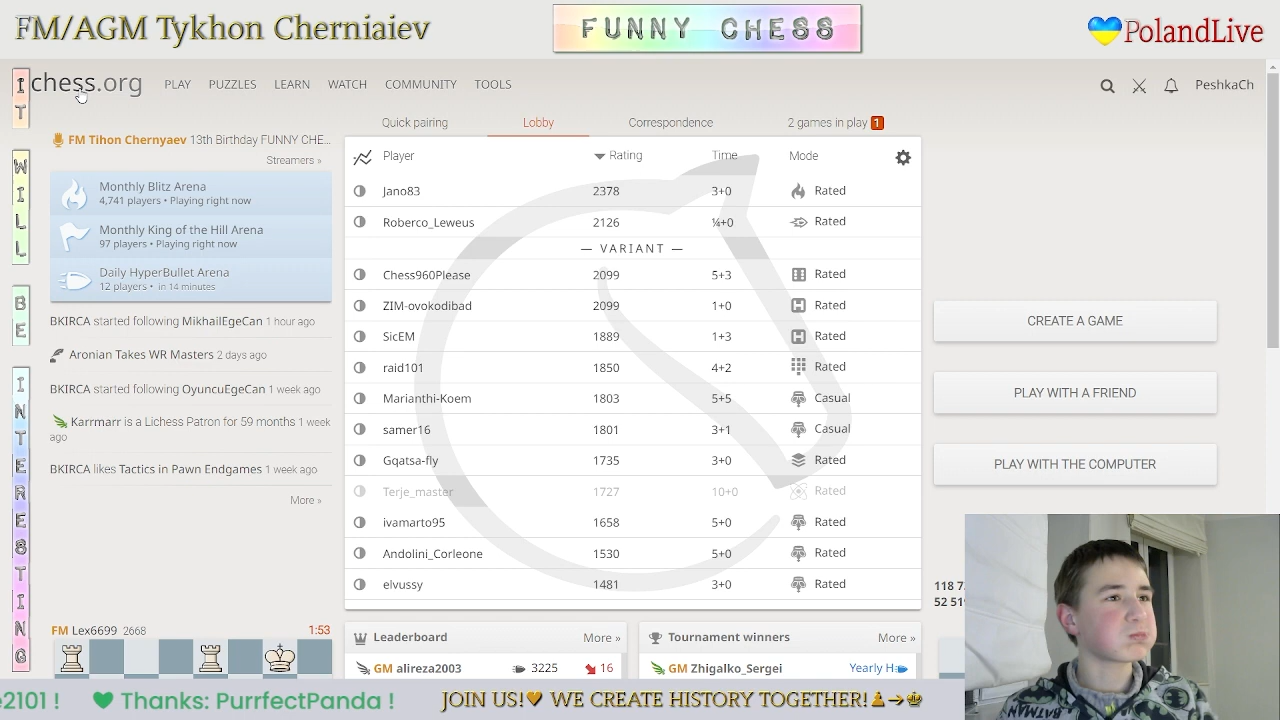 FM/AGM Tykhon Cherniaiev
FUNNY CHESS
PolandLive
IT
WILL
BE
INTERESTING
chess.org
PLAY
PUZZLES
LEARN
WATCH
COMMUNITY
TOOLS
PeshkaCh
FM Tihon Chernyaev 13th Birthday FUNNY CHE...
Streamers »
Monthly Blitz Arena
4,741 players • Playing right now
Monthly King of the Hill Arena
97 players • Playing right now
Daily HyperBullet Arena
12 players • in 14 minutes
BKIRCA started following MikhailEgeCan 1 hour ago
Aronian Takes WR Masters 2 days ago
BKIRCA started following OyuncuEgeCan 1 week ago
Karrmarr is a Lichess Patron for 59 months 1 week
ago
BKIRCA likes Tactics in Pawn Endgames 1 week ago
More »
FM Lex6699 2668 1:53
Quick pairing
Lobby
Correspondence
2 games in play 1
Player Rating Time Mode
Jano83 2378 3+0 Rated
Roberco_Leweus 2126 ¼+0 Rated
— VARIANT —
Chess960Please 2099 5+3 Rated
ZIM-ovokodibad 2099 1+0 Rated
SicEM 1889 1+3 Rated
raid101 1850 4+2 Rated
Marianthi-Koem 1803 5+5 Casual
samer16 1801 3+1 Casual
Gqatsa-fly 1735 3+0 Rated
Terje_master 1727 10+0 Rated
ivamarto95 1658 5+0 Rated
Andolini_Corleone 1530 5+0 Rated
elvussy 1481 3+0 Rated
Leaderboard More »
GM alireza2003 3225 16
Tournament winners More »
GM Zhigalko_Sergei Yearly H
CREATE A GAME
PLAY WITH A FRIEND
PLAY WITH THE COMPUTER
118 7
52 51
2101 ! Thanks: PurrfectPanda !
JOIN US! WE CREATE HISTORY TOGETHER!